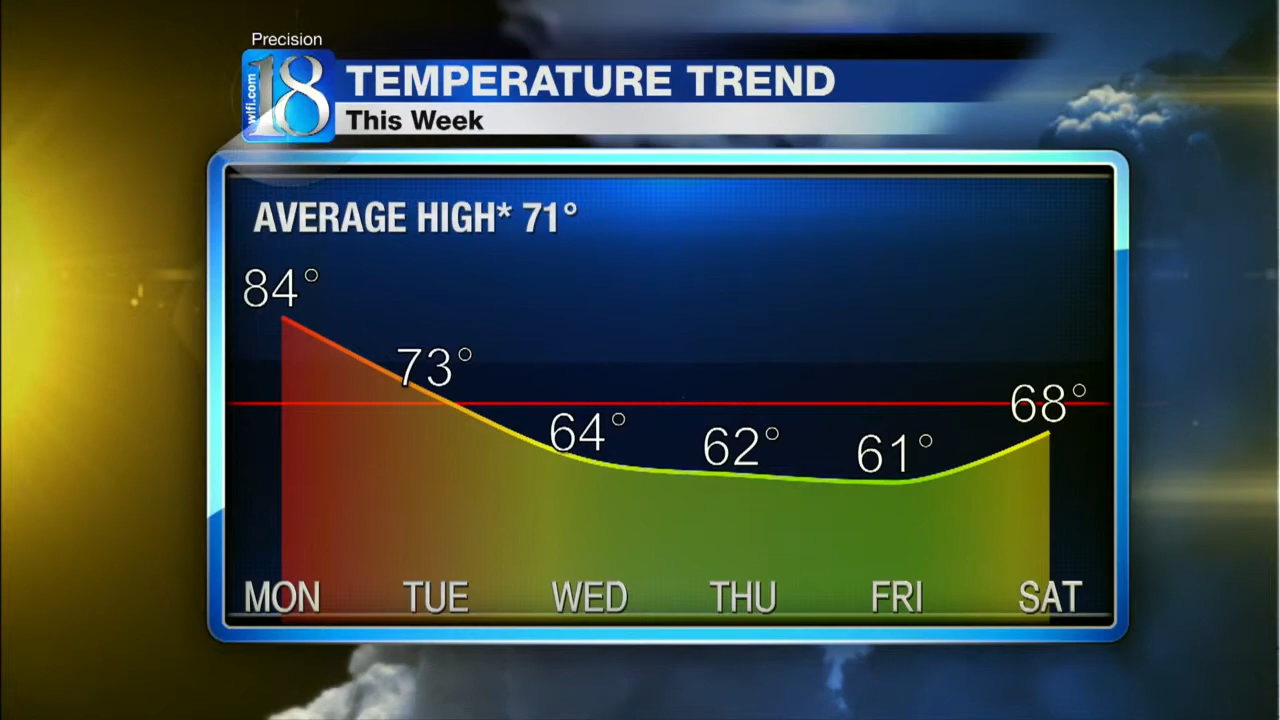 Precision
wlfi.com
18
TEMPERATURE TREND
This Week
AVERAGE HIGH* 71°
84°
73°
64°
62°
61°
68°
MON TUE WED THU FRI SAT